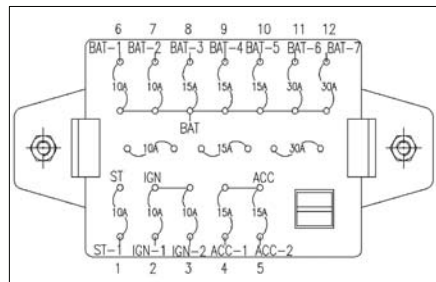 6 7 8 9 10 11 12
BAT-1 BAT-2 BAT-3 BAT-4 BAT-5 BAT-6 BAT-7
10A 10A 15A 15A 15A 30A 30A
BAT
10A 15A 30A
ST IGN ACC
10A 10A 10A 15A 15A
ST-1 IGN-1 IGN-2 ACC-1 ACC-2
1 2 3 4 5